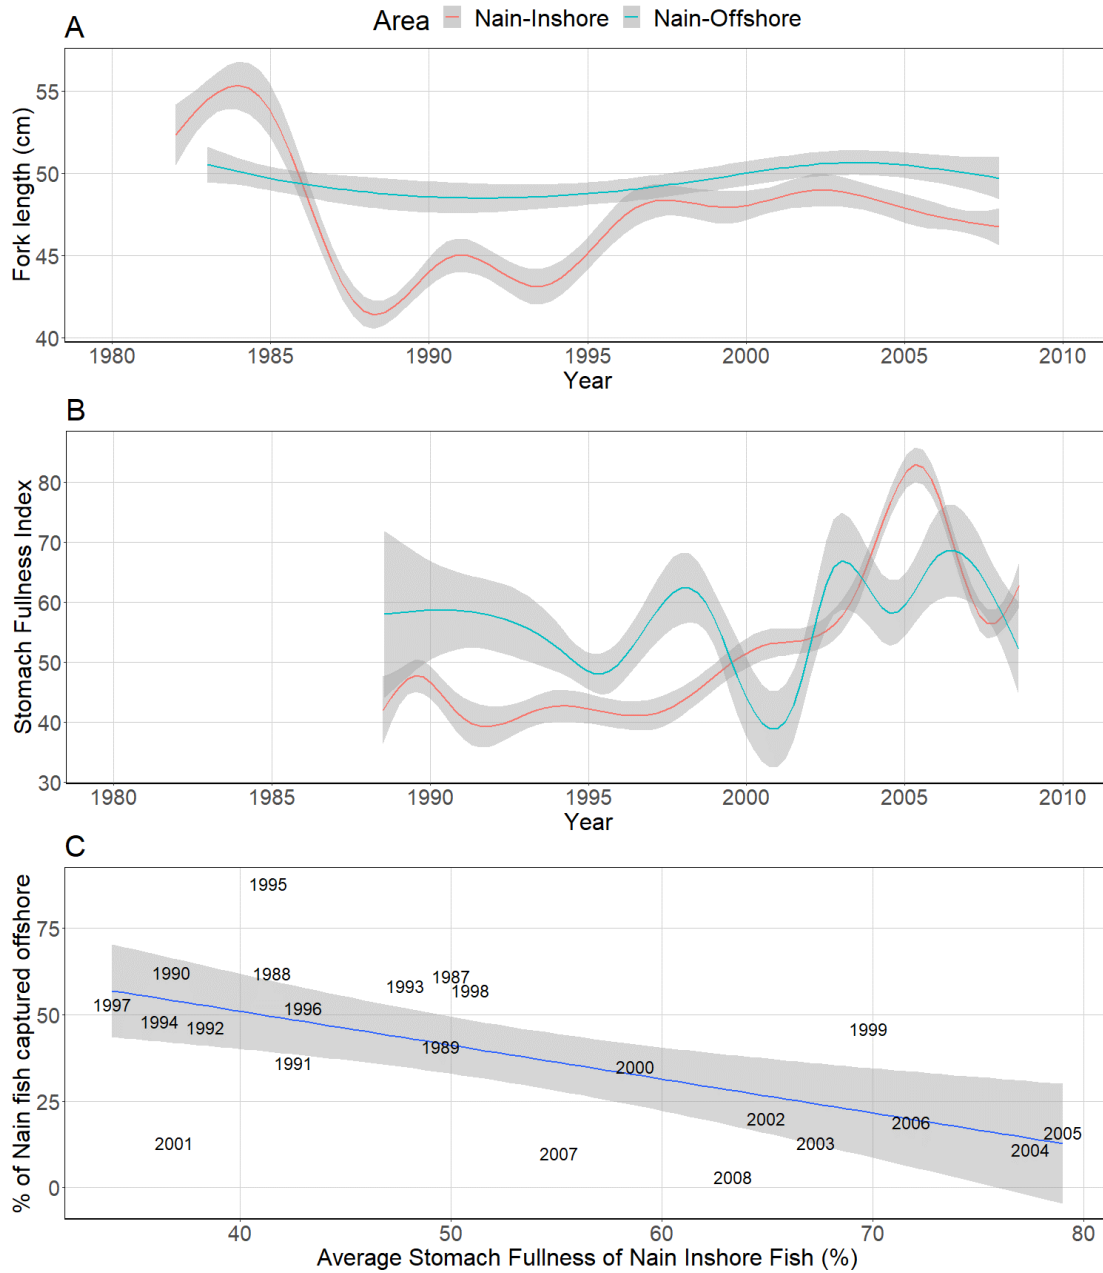 A
Area Nain-Inshore Nain-Offshore
Fork length (cm)
55
50
45
40
1980 1985 1990 1995 2000 2005 2010
Year
B
Stomach Fullness Index
80
70
60
50
40
30
1980 1985 1990 1995 2000 2005 2010
Year
C
% of Nain fish captured offshore
75
50
25
0
1995
1990 1988 1987
1993 1998
1997 1996
1994 1992 1999
1989
1991 2000
2002 2006
2005
2001 2003
2007 2004
2008
40 50 60 70 80
Average Stomach Fullness of Nain Inshore Fish (%)